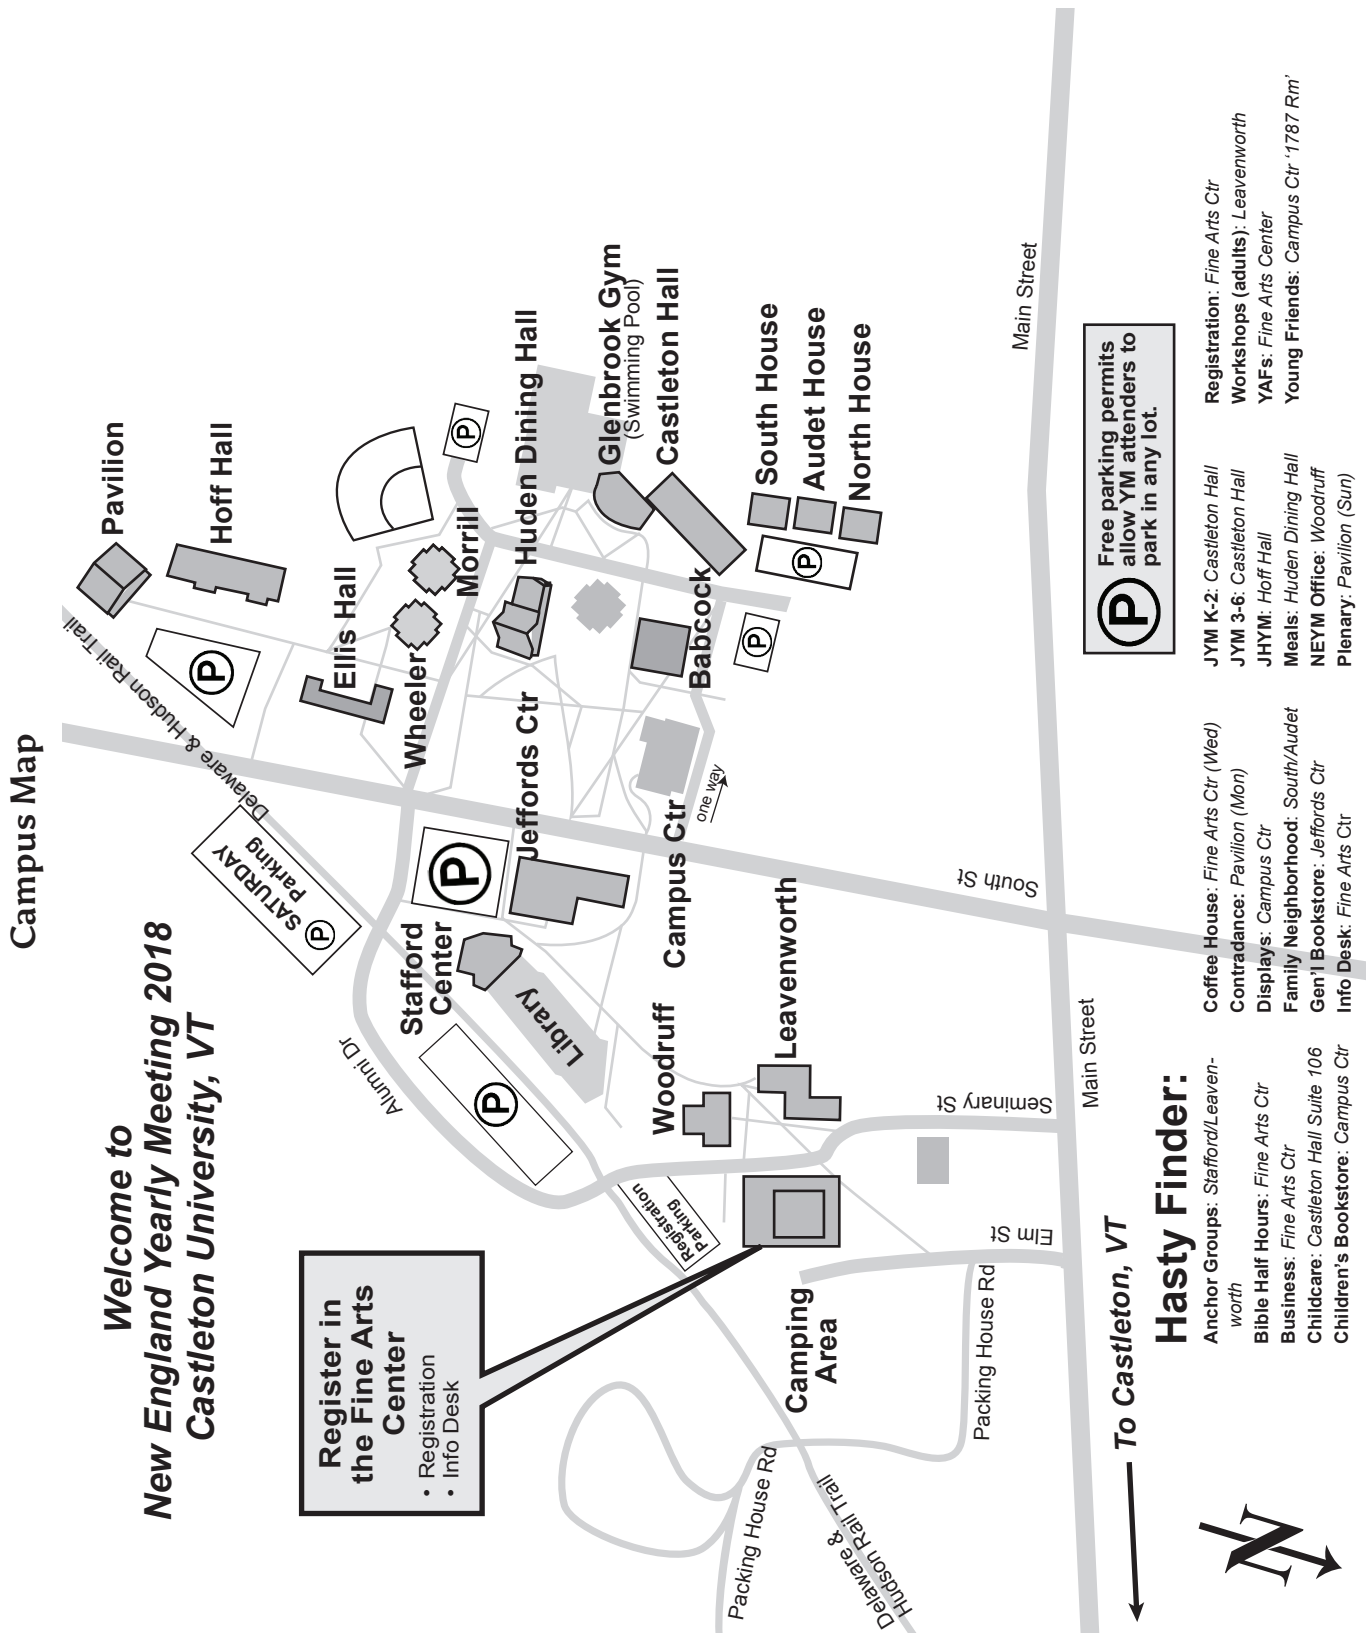 Campus Map
Welcome to
New England Yearly Meeting 2018
Castleton University, VT
Register in
the Fine Arts
Center
• Registration
• Info Desk
SATURDAY
Parking
P
Delaware & Hudson Rail Trail
Pavilion
Hoff Hall
P
Ellis Hall
Wheeler
Morrill
P
Alumni Dr
Stafford
Center
P
Jeffords Ctr
Huden Dining Hall
P
Library
Glenbrook Gym
(Swimming Pool)
Castleton Hall
Registration
Parking
Woodruff
Campus Ctr
Babcock
one way
P
P
South House
Audet House
North House
Leavenworth
Camping
Area
Packing House Rd
Delaware &
Hudson Rail Trail
Packing House Rd
Elm St
Seminary St
South St
Main Street
Main Street
To Castleton, VT
N
P
Free parking permits
allow YM attenders to
park in any lot.
Hasty Finder:
Anchor Groups: Stafford/Leaven-
worth
Bible Half Hours: Fine Arts Ctr
Business: Fine Arts Ctr
Childcare: Castleton Hall Suite 106
Children's Bookstore: Campus Ctr
Coffee House: Fine Arts Ctr (Wed)
Contradance: Pavilion (Mon)
Displays: Campus Ctr
Family Neighborhood: South/Audet
Gen'l Bookstore: Jeffords Ctr
Info Desk: Fine Arts Ctr
JYM K-2: Castleton Hall
JYM 3-6: Castleton Hall
JHYM: Hoff Hall
Meals: Huden Dining Hall
NEYM Office: Woodruff
Plenary: Pavilion (Sun)
Registration: Fine Arts Ctr
Workshops (adults): Leavenworth
YAFs: Fine Arts Center
Young Friends: Campus Ctr '1787 Rm'